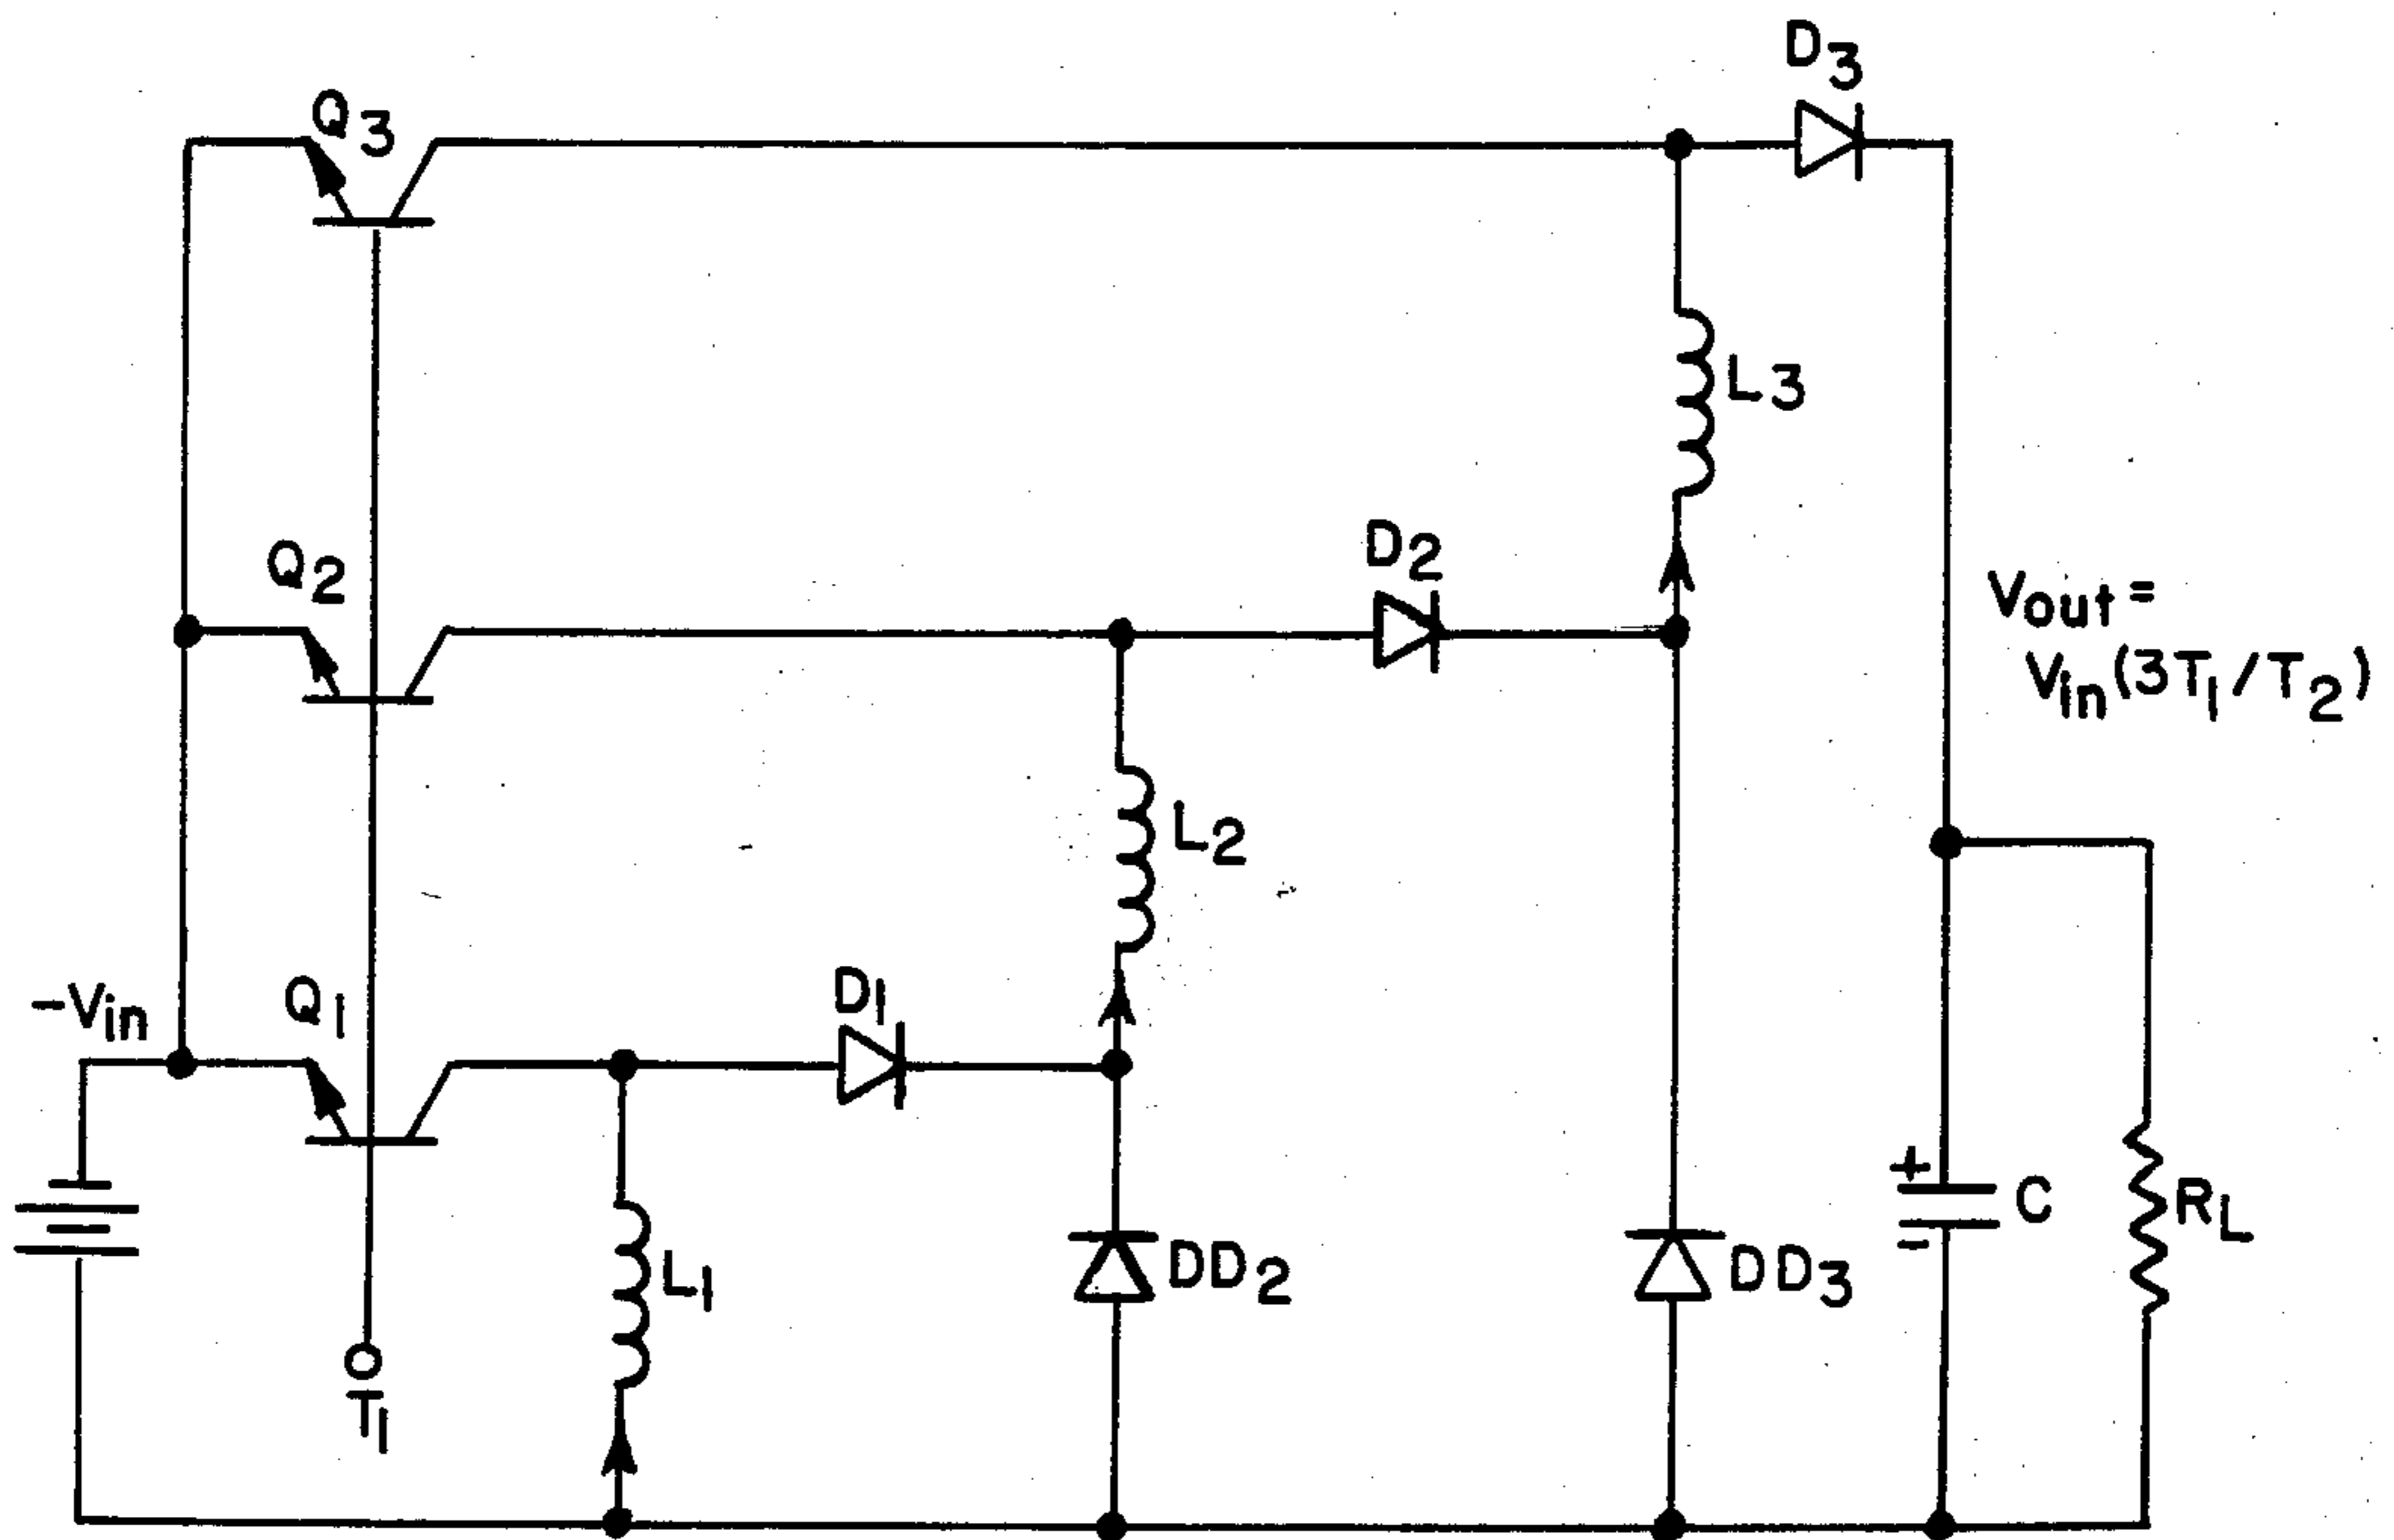 D3
Q3
L3
Q2
D2
Vout =
Vin(3T1/T2)
L2
-Vin
Q1
D1
+
C
RL
L1
DD2
DD3
-
T1